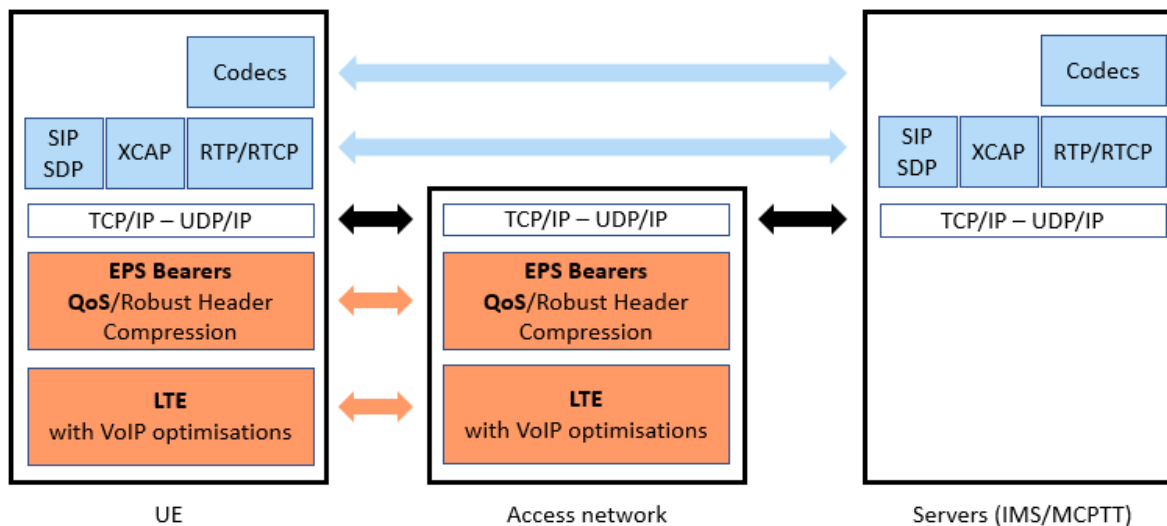 Codecs
SIP
SDP
XCAP
RTP/RTCP
TCP/IP – UDP/IP
EPS Bearers
QoS/Robust Header
Compression
LTE
with VoIP optimisations
UE
TCP/IP – UDP/IP
EPS Bearers
QoS/Robust Header
Compression
LTE
with VoIP optimisations
Access network
Codecs
SIP
SDP
XCAP
RTP/RTCP
TCP/IP – UDP/IP
Servers (IMS/MCPTT)